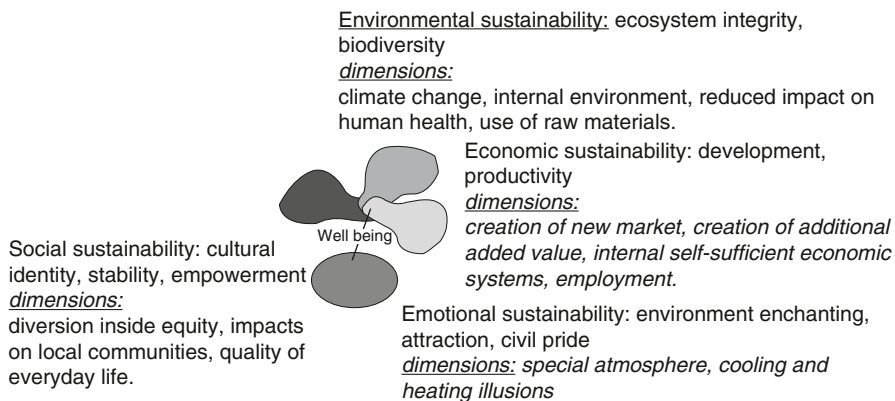 Environmental sustainability: ecosystem integrity,
biodiversity
dimensions:
climate change, internal environment, reduced impact on
human health, use of raw materials.
Economic sustainability: development,
productivity
dimensions:
creation of new market, creation of additional
added value, internal self-sufficient economic
systems, employment.
Well being
Social sustainability: cultural
identity, stability, empowerment
dimensions:
diversion inside equity, impacts
on local communities, quality of
everyday life.
Emotional sustainability: environment enchanting,
attraction, civil pride
dimensions: special atmosphere, cooling and
heating illusions